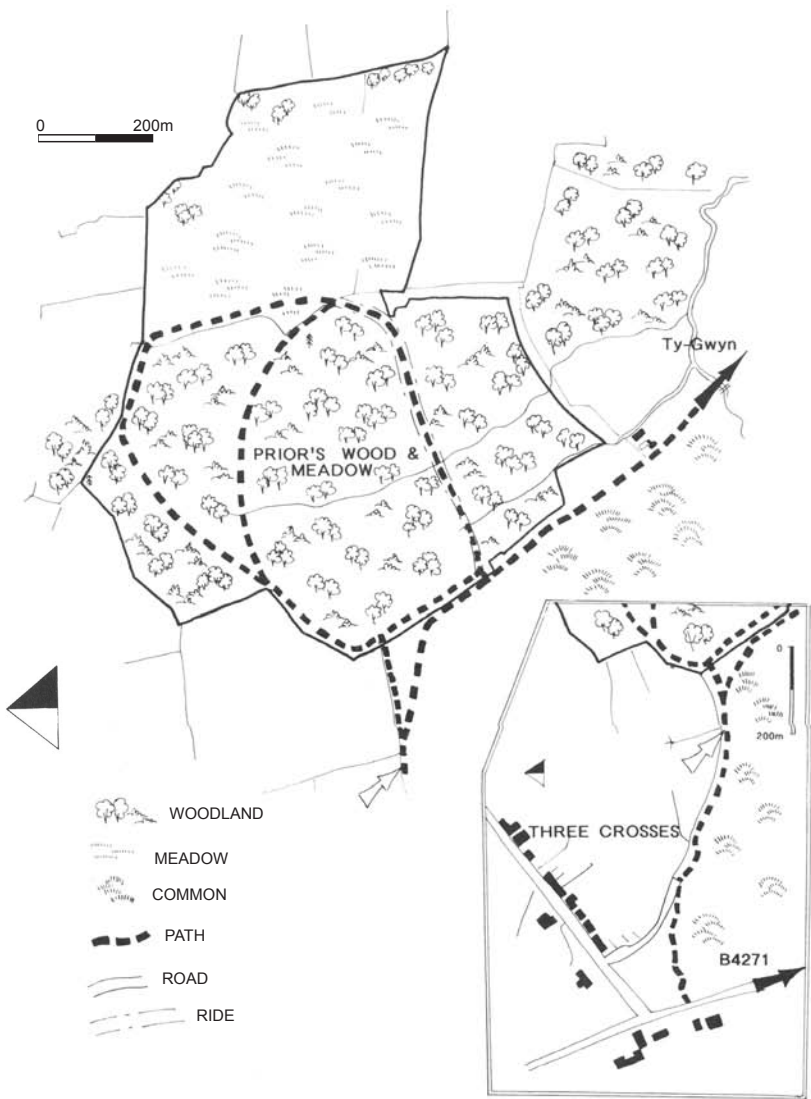 0 200m
Ty-Gwyn
PRIOR'S WOOD &
MEADOW
0
200m
THREE CROSSES
B4271
WOODLAND
MEADOW
COMMON
PATH
ROAD
RIDE